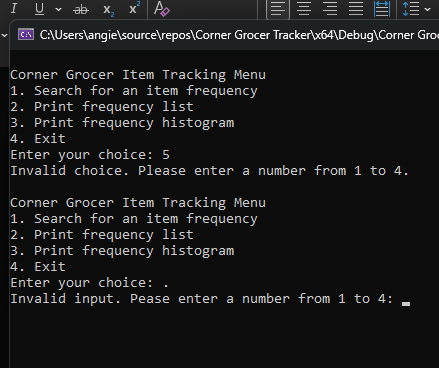 I U ab x₂ x² A
C:\Users\angie\source\repos\Corner Grocer Tracker\x64\Debug\Corner Groc
Corner Grocer Item Tracking Menu
1. Search for an item frequency
2. Print frequency list
3. Print frequency histogram
4. Exit
Enter your choice: 5
Invalid choice. Please enter a number from 1 to 4.
Corner Grocer Item Tracking Menu
1. Search for an item frequency
2. Print frequency list
3. Print frequency histogram
4. Exit
Enter your choice: .
Invalid input. Pease enter a number from 1 to 4: _